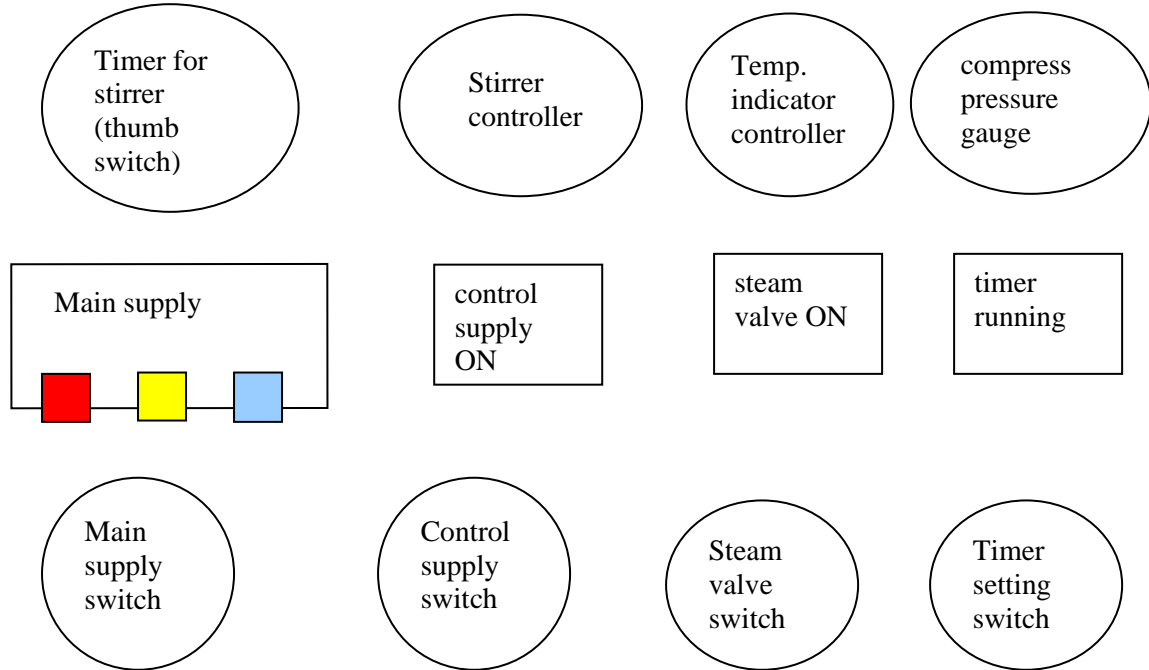 Timer for
stirrer
(thumb
switch)
Stirrer
controller
Temp.
indicator
controller
compress
pressure
gauge
Main supply
control
supply
ON
steam
valve ON
timer
running
Main
supply
switch
Control
supply
switch
Steam
valve
switch
Timer
setting
switch